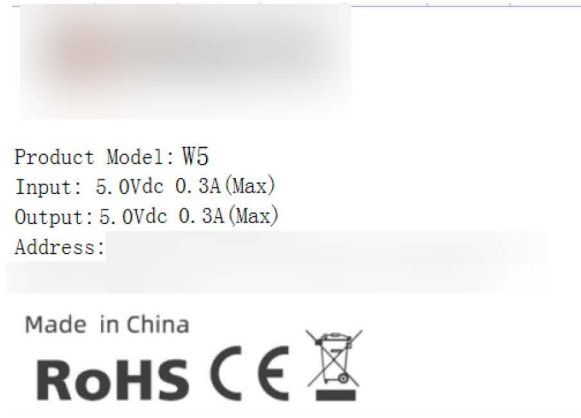 Product Model: W5
Input: 5.0Vdc 0.3A(Max)
Output:5.0Vdc 0.3A(Max)
Address:
Made in China
RoHS CE